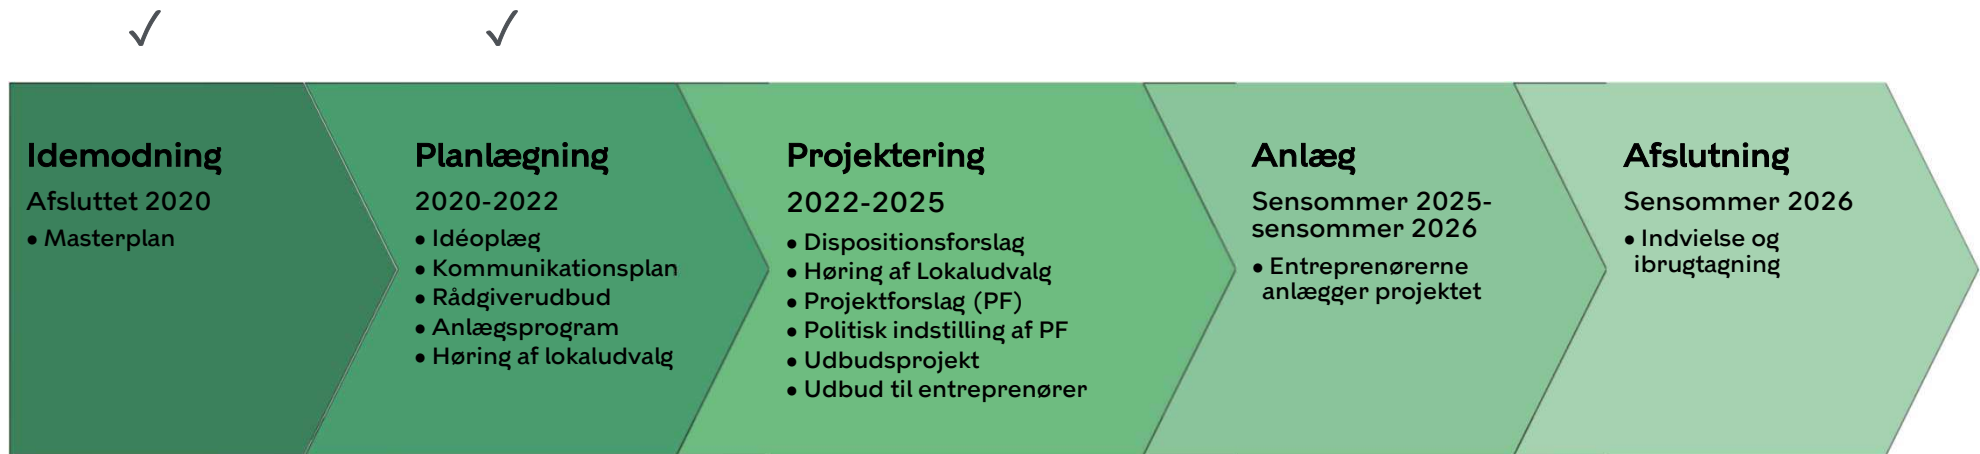 ✓
✓
Idemodning
Afsluttet 2020
• Masterplan
Planlægning
2020-2022
• Idéoplæg
• Kommunikationsplan
• Rådgiverudbud
• Anlægsprogram
• Høring af lokaludvalg
Projektering
2022-2025
• Dispositionsforslag
• Høring af Lokaludvalg
• Projektforslag (PF)
• Politisk indstilling af PF
• Udbudsprojekt
• Udbud til entreprenører
Anlæg
Sensommer 2025-
sensommer 2026
• Entreprenørerne
anlægger projektet
Afslutning
Sensommer 2026
• Indvielse og
ibrugtagning